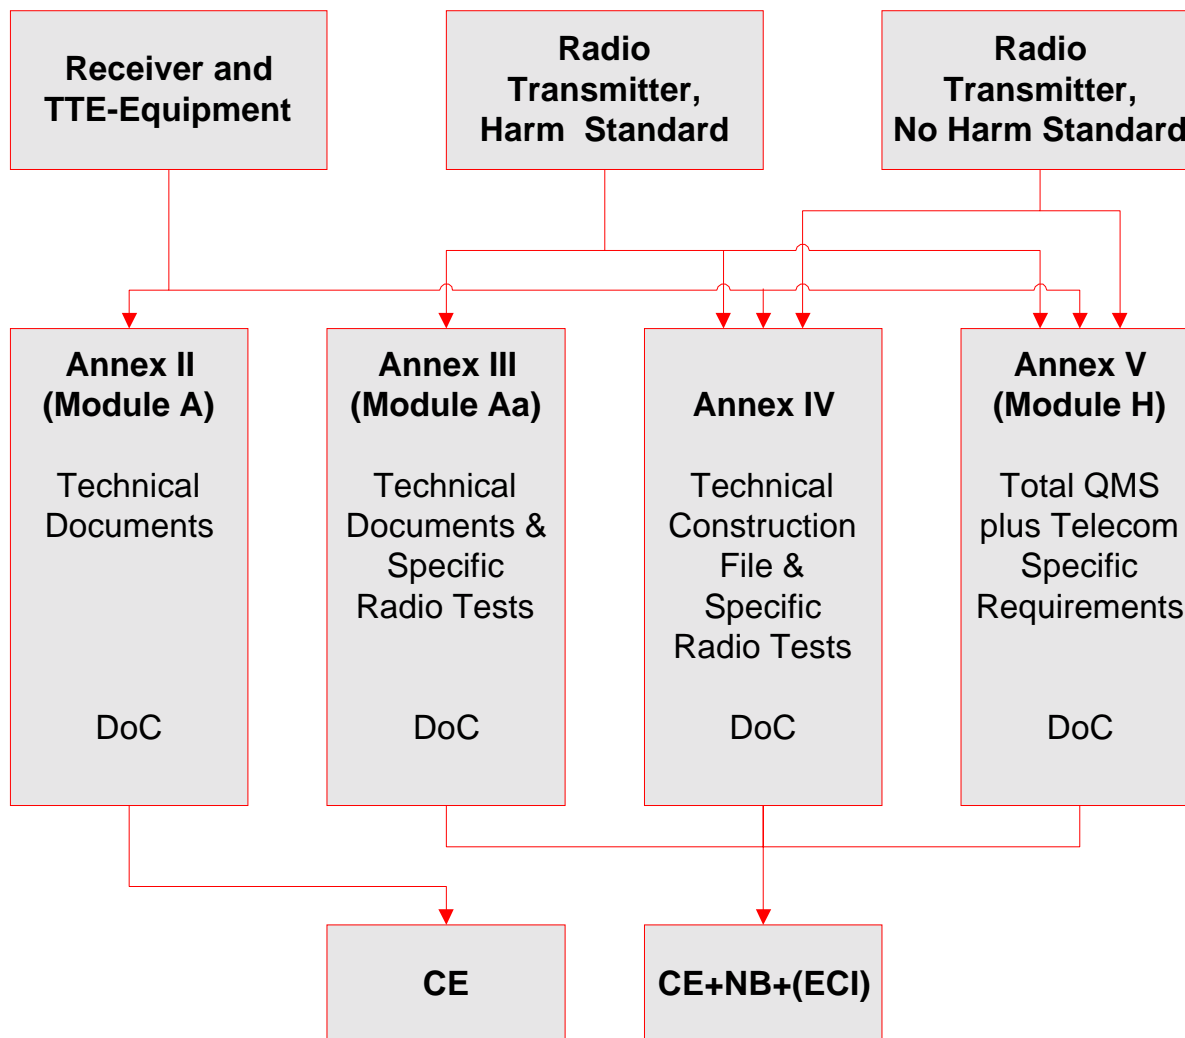 Receiver and
TTE-Equipment
Radio
Transmitter,
Harm Standard
Radio
Transmitter,
No Harm Standard
Annex II
(Module A)
Technical
Documents
DoC
Annex III
(Module Aa)
Technical
Documents &
Specific
Radio Tests
DoC
Annex IV
Technical
Construction
File &
Specific
Radio Tests
DoC
Annex V
(Module H)
Total QMS
plus Telecom
Specific
Requirements
DoC
CE
CE+NB+(ECI)